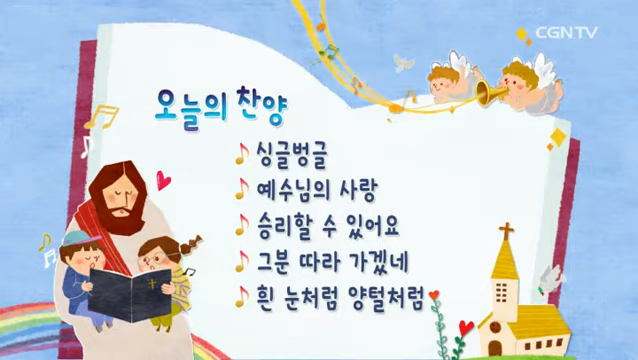 CGNTV
오늘의 찬양
싱글벙글
예수님의 사랑
승리할 수 있어요
그분 따라 가겠네
흰 눈처럼 양털처럼